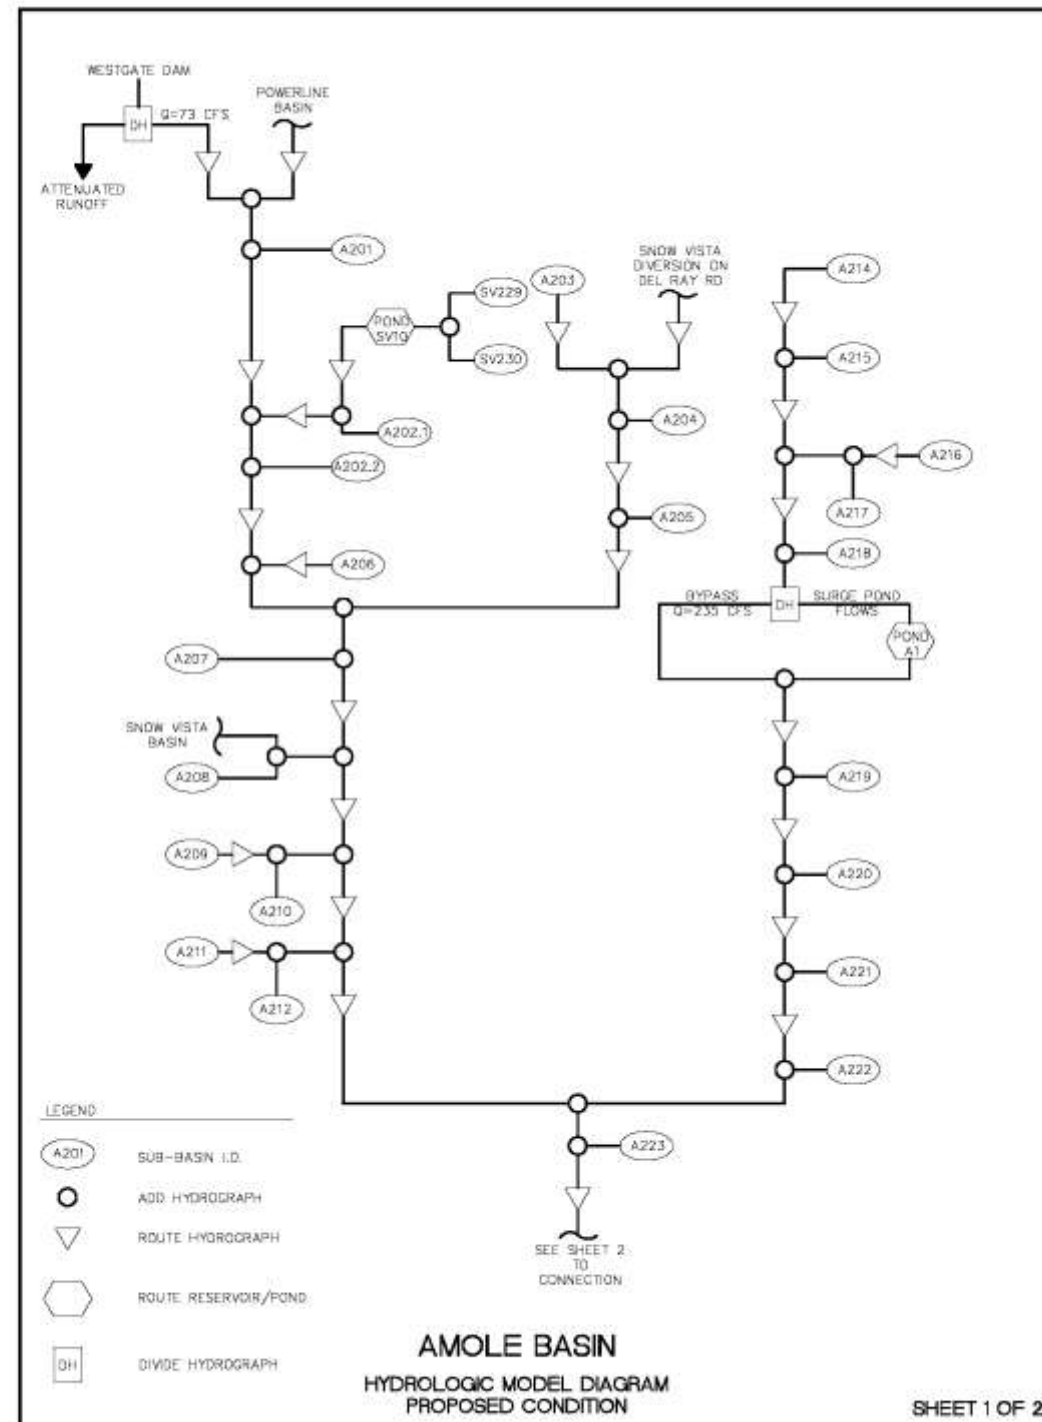 WESTGATE DAM
DH
Q=73 CFS
ATTENUATED
RUNOFF
POWERLINE
BASIN
A201
SV229
POND
SV10
SV230
A202.1
A202.2
A206
A203
SNOW VISTA
DIVERSION ON
DEL RAY RD
A204
A205
A214
A215
A216
A217
A218
BYPASS
Q=235 CFS
DH
SURGE POND
FLOWS
POND
A1
A207
SNOW VISTA
BASIN
A208
A209
A210
A211
A212
A219
A220
A221
A222
A223
SEE SHEET 2
TO
CONNECTION
LEGEND
A201
SUB-BASIN I.D.
ADD HYDROGRAPH
ROUTE HYDROGRAPH
ROUTE RESERVOIR/POND
DH
DIVIDE HYDROGRAPH
AMOLE BASIN
HYDROLOGIC MODEL DIAGRAM
PROPOSED CONDITION
SHEET 1 OF 2